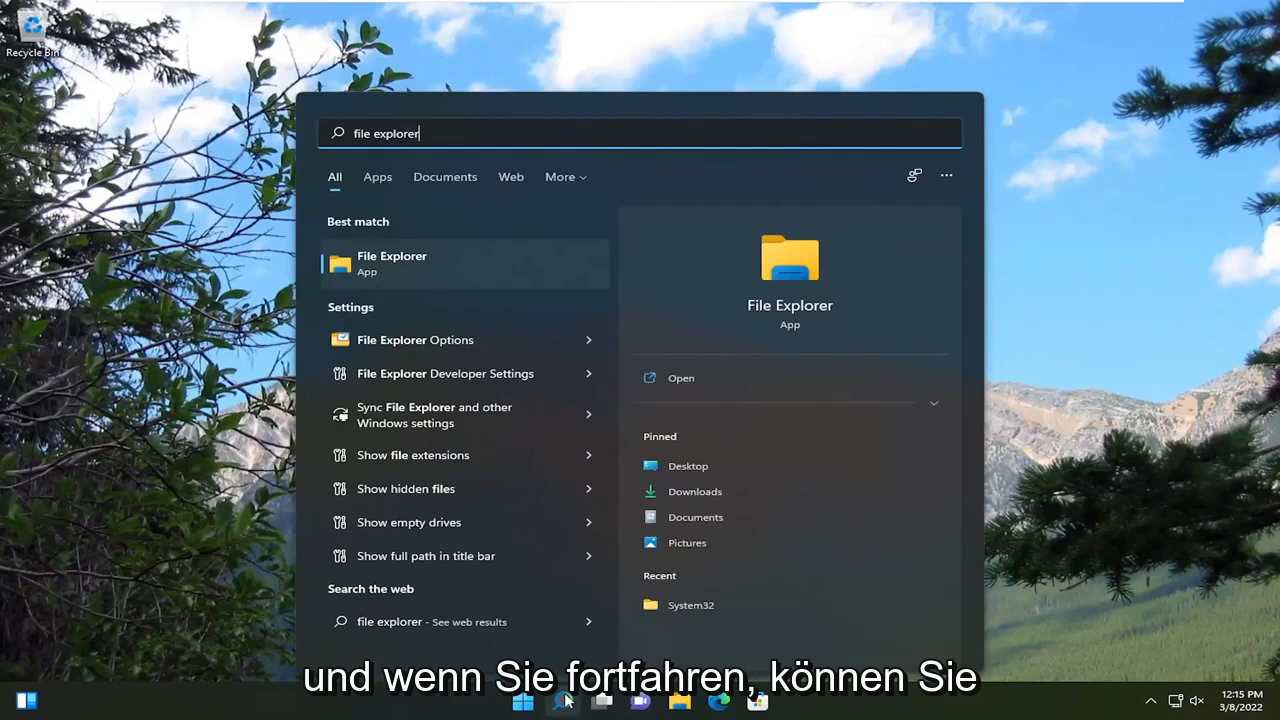 Recycle Bin
file explorer
All Apps Documents Web More
Best match
File Explorer
App
Settings
File Explorer Options
File Explorer Developer Settings
Sync File Explorer and other
Windows settings
Show file extensions
Show hidden files
Show empty drives
Show full path in title bar
Search the web
file explorer - See web results
File Explorer
App
Open
Pinned
Desktop
Downloads
Documents
Pictures
Recent
System32
und wenn Sie fortfahren, können Sie
12:15 PM
3/8/2022